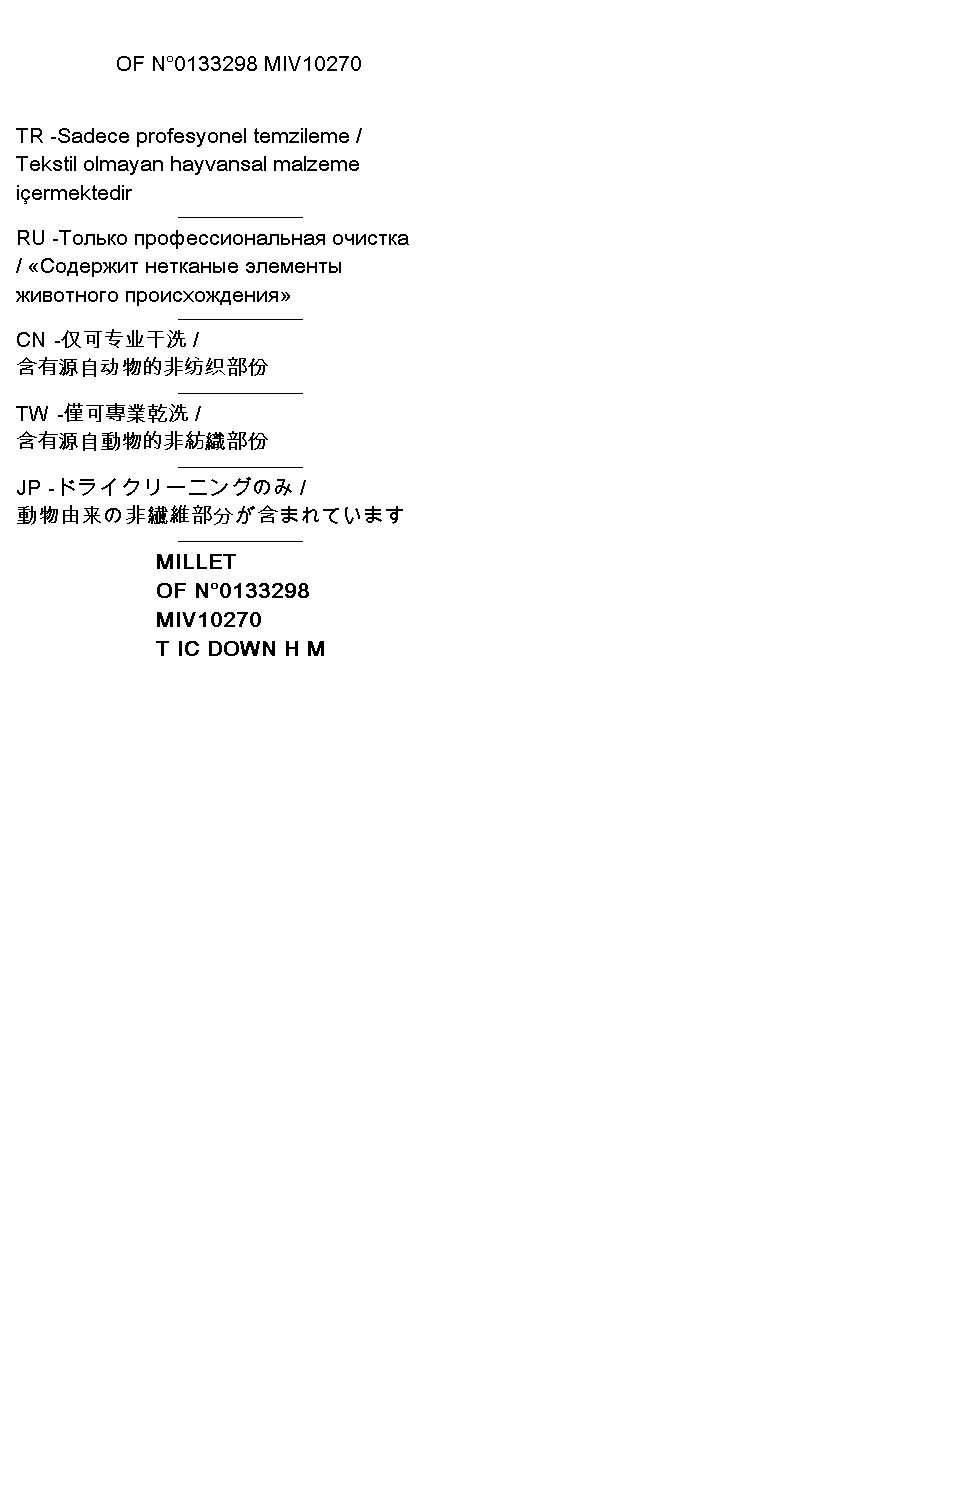 OF N°0133298 MIV10270
TR -Sadece profesyonel temzileme /
Tekstil olmayan hayvansal malzeme
içermektedir
RU -Только профессиональная очистка
/ «Содержит нетканые элементы
животного происхождения»
CN -仅可专业干洗 /
含有源自动物的非纺织部份
TW -僅可專業乾洗 /
含有源自動物的非紡織部份
JP -ドライクリーニングのみ /
動物由来の非繊維部分が含まれています
MILLET
OF N°0133298
MIV10270
T IC DOWN H M